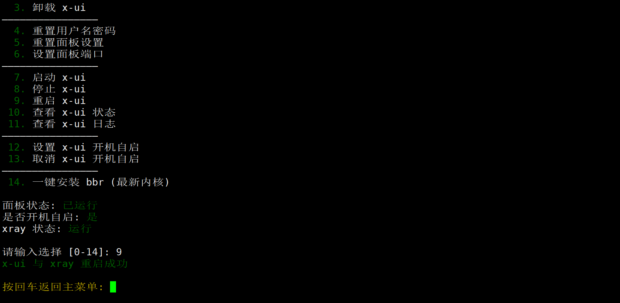 3. 卸载 x-ui
4. 重置用户名密码
5. 重置面板设置
6. 设置面板端口
7. 启动 x-ui
8. 停止 x-ui
9. 重启 x-ui
10. 查看 x-ui 状态
11. 查看 x-ui 日志
12. 设置 x-ui 开机自启
13. 取消 x-ui 开机自启
14. 一键安装 bbr (最新内核)
面板状态: 已运行
是否开机自启: 是
xray 状态: 运行
请输入选择 [0-14]: 9
x-ui 与 xray 重启成功
按回车返回主菜单: